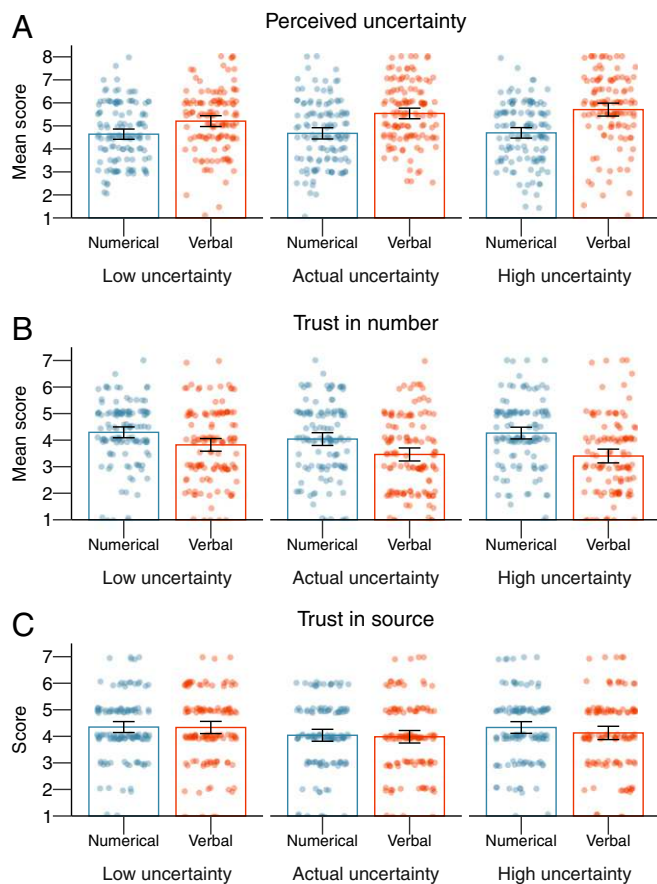 A
Perceived uncertainty
Mean score
8
7
6
5
4
3
2
1
Numerical Verbal Numerical Verbal Numerical Verbal
Low uncertainty Actual uncertainty High uncertainty
B
Trust in number
Mean score
7
6
5
4
3
2
1
Numerical Verbal Numerical Verbal Numerical Verbal
Low uncertainty Actual uncertainty High uncertainty
C
Trust in source
Score
7
6
5
4
3
2
1
Numerical Verbal Numerical Verbal Numerical Verbal
Low uncertainty Actual uncertainty High uncertainty